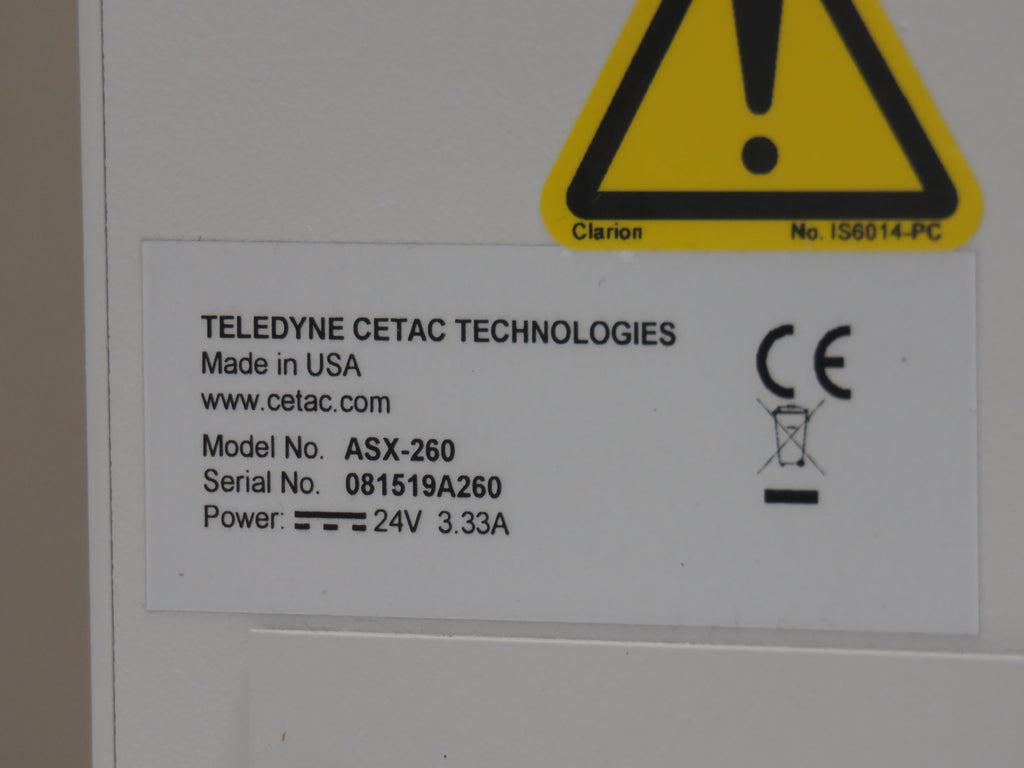 Clarion No. IS6014-PC
TELEDYNE CETAC TECHNOLOGIES
Made in USA
www.cetac.com
Model No. ASX-260
Serial No. 081519A260
Power: 24V 3.33A
CE